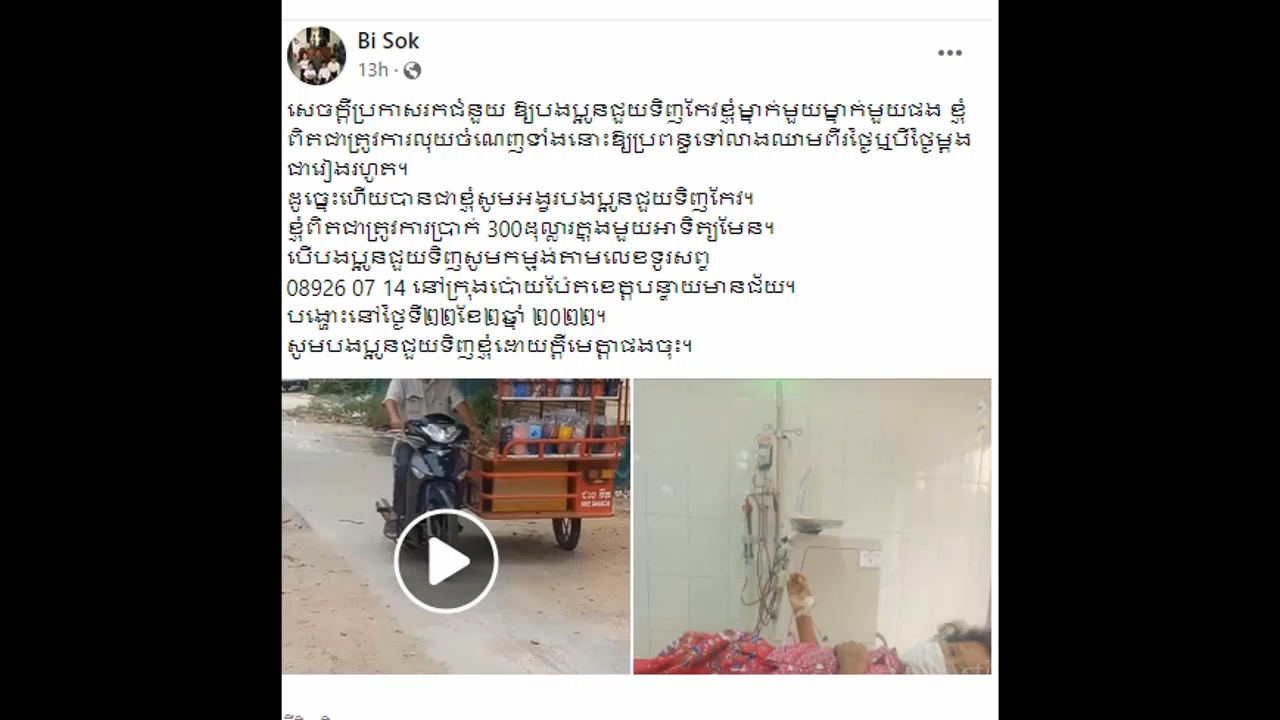 Bi Sok
13h ·
សេចក្តីប្រកាសរកជំនួយ ឱ្យបងប្អូនជួយទិញកែវខ្ញុំម្នាក់មួយម្នាក់មួយផង ខ្ញុំ
ពិតជាត្រូវការលុយចំណេញទាំងនោះឱ្យប្រពន្ធទៅលាងឈាមពីរថ្ងៃឬបីថ្ងៃម្តង
ជារៀងរហូត។
ដូច្នេះហើយបានជាខ្ញុំសូមអង្វរបងប្អូនជួយទិញកែវ។
ខ្ញុំពិតជាត្រូវការប្រាក់ 300ដុល្លារក្នុងមួយអាទិត្យមែន។
បើបងប្អូនជួយទិញសូមកម្មង់តាមលេខទូរសព្ទ
08926 07 14 នៅក្រុងប៉ោយប៉ែតខេត្តបន្ទាយមានជ័យ។
បង្ហោះនៅថ្ងៃទី២២ខែ២ឆ្នាំ ២០២២។
សូមបងប្អូនជួយទិញខ្ញុំដោយក្តីមេត្តាផងចុះ។